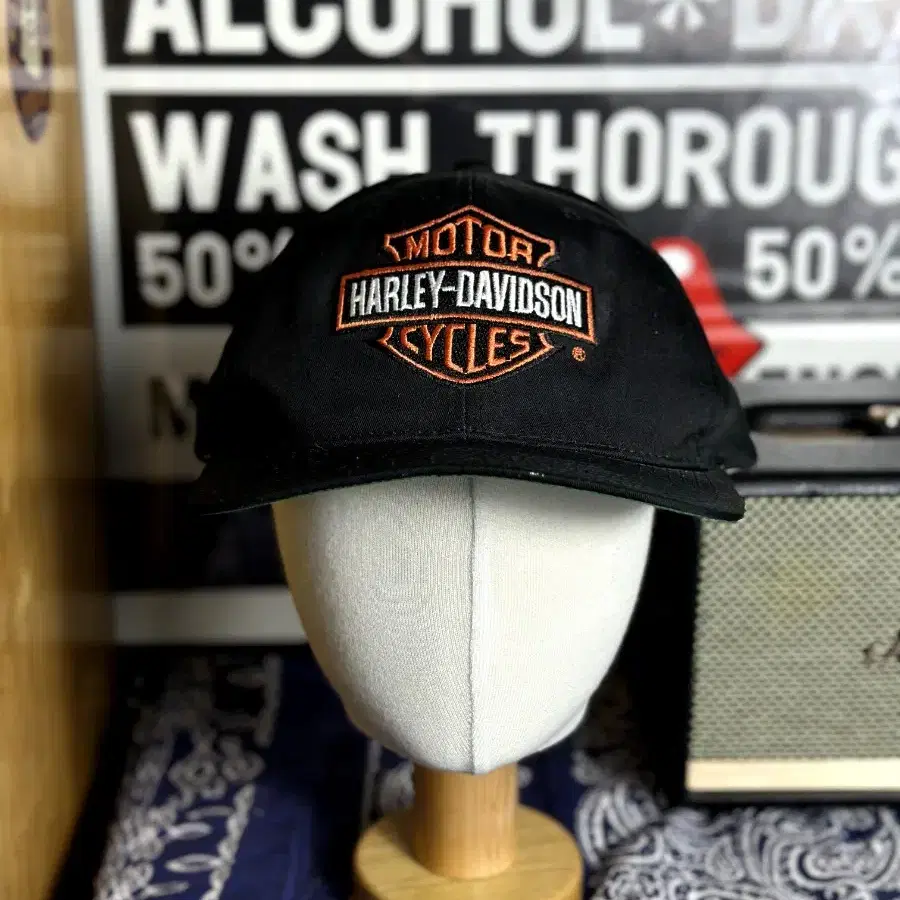 ALCOHOL*
WASH THOROUG
50%
50%
MOTOR
HARLEY-DAVIDSON
CYCLES
®